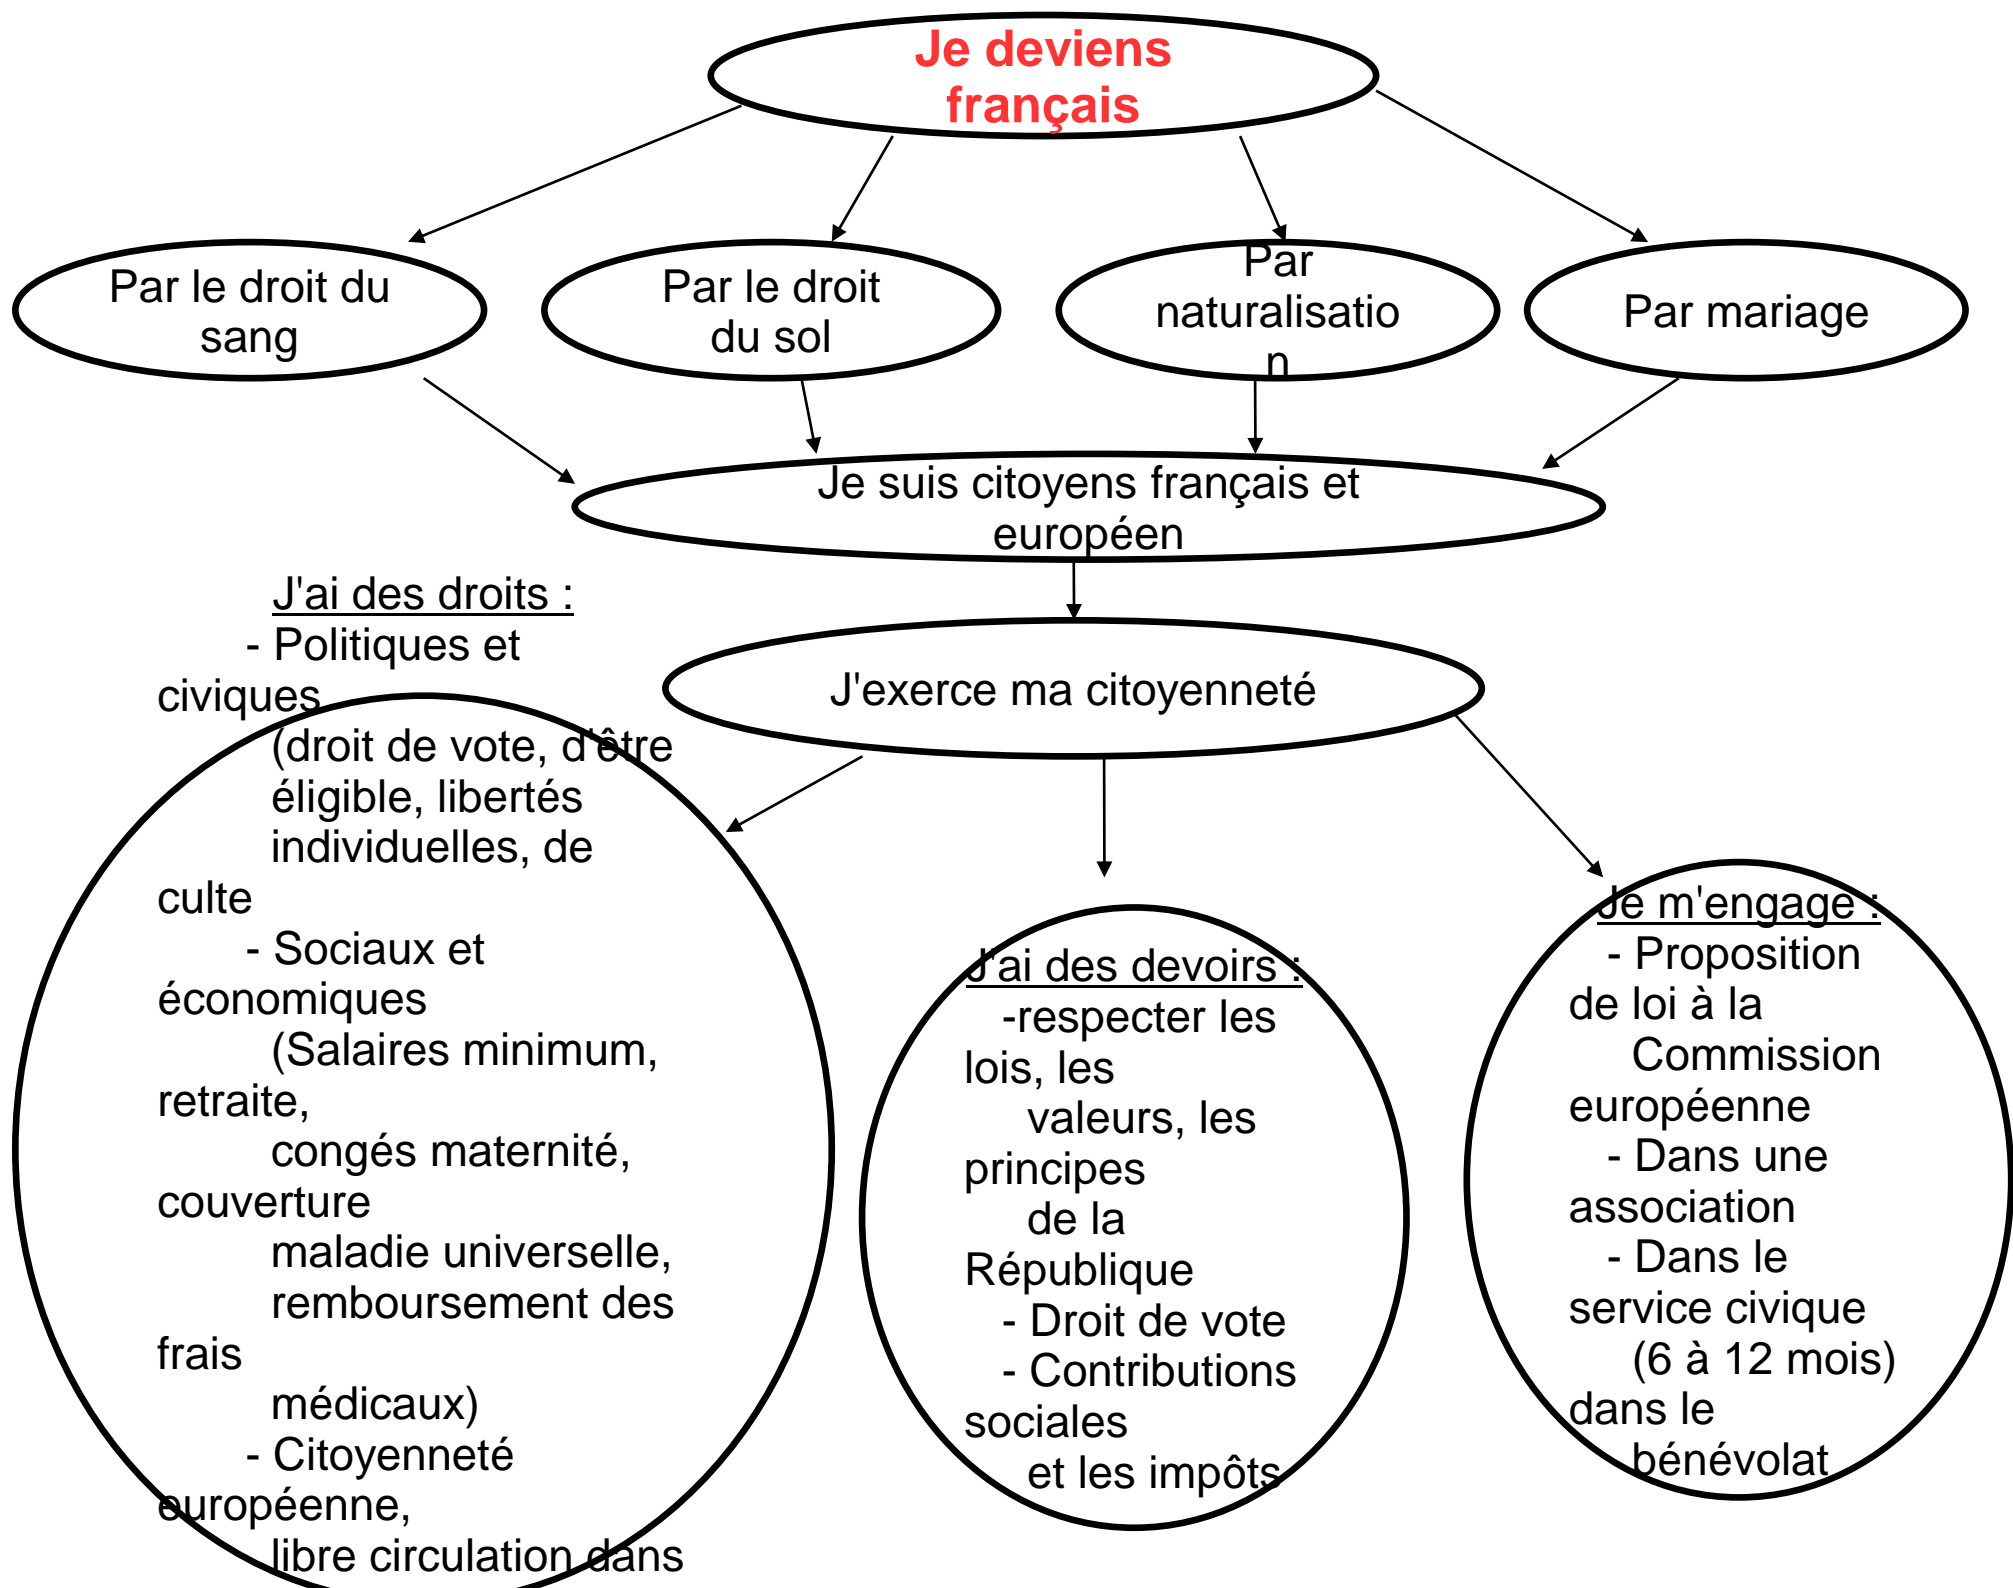 Je deviens
français
Par le droit du
sang
Par le droit
du sol
Par
naturalisatio
n
Par mariage
Je suis citoyens français et
européen
J'exerce ma citoyenneté
J'ai des droits :
- Politiques et
civiques
(droit de vote, d'être
éligible, libertés
individuelles, de
culte
- Sociaux et
économiques
(Salaires minimum,
retraite,
congés maternité,
couverture
maladie universelle,
remboursement des
frais
médicaux)
- Citoyenneté
européenne,
libre circulation dans
J'ai des devoirs :
-respecter les
lois, les
valeurs, les
principes
de la
République
- Droit de vote
- Contributions
sociales
et les impôts
Je m'engage :
- Proposition
de loi à la
Commission
européenne
- Dans une
association
- Dans le
service civique
(6 à 12 mois)
dans le
bénévolat